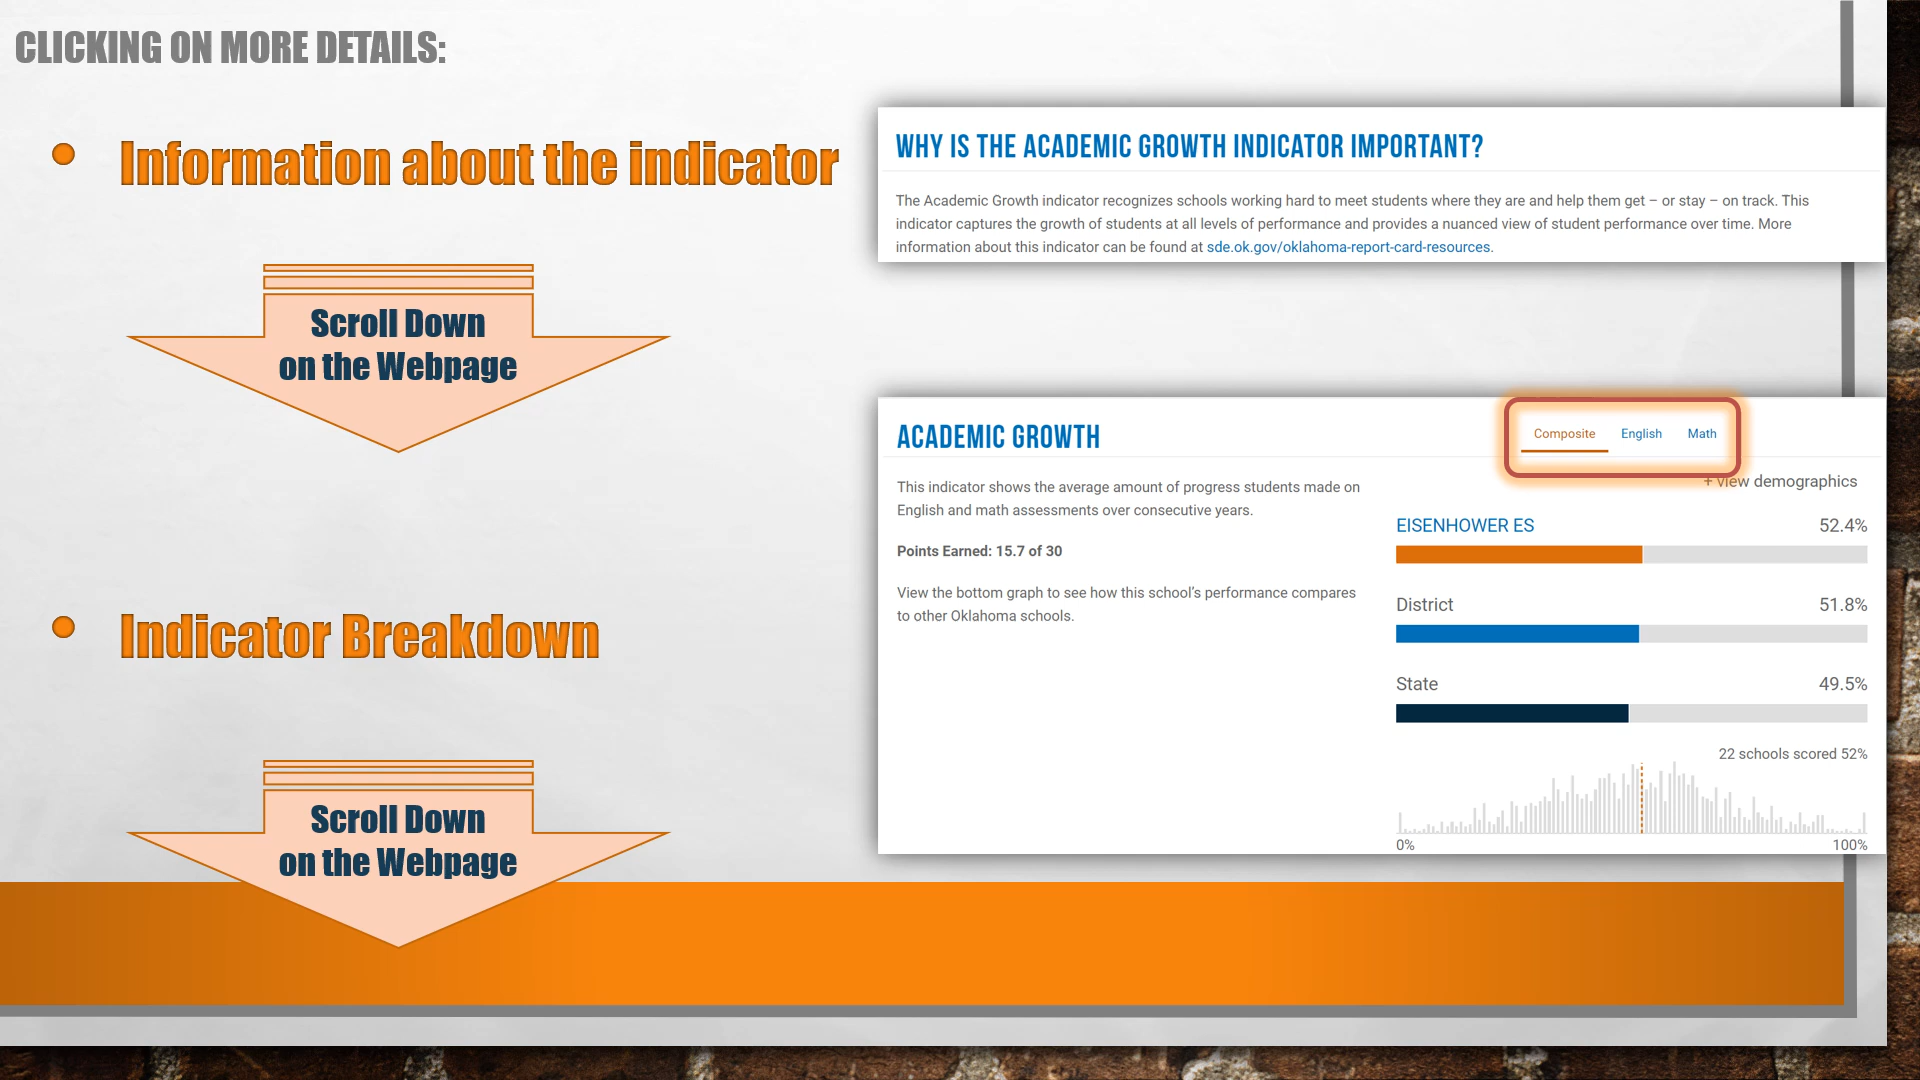 CLICKING ON MORE DETAILS:
• Information about the indicator
Scroll Down
on the Webpage
• Indicator Breakdown
Scroll Down
on the Webpage
WHY IS THE ACADEMIC GROWTH INDICATOR IMPORTANT?
The Academic Growth indicator recognizes schools working hard to meet students where they are and help them get – or stay – on track. This
indicator captures the growth of students at all levels of performance and provides a nuanced view of student performance over time. More
information about this indicator can be found at sde.ok.gov/oklahoma-report-card-resources.
ACADEMIC GROWTH
Composite English Math
This indicator shows the average amount of progress students made on
English and math assessments over consecutive years.
Points Earned: 15.7 of 30
View the bottom graph to see how this school’s performance compares
to other Oklahoma schools.
+ view demographics
EISENHOWER ES 52.4%
District 51.8%
State 49.5%
22 schools scored 52%
0% 100%